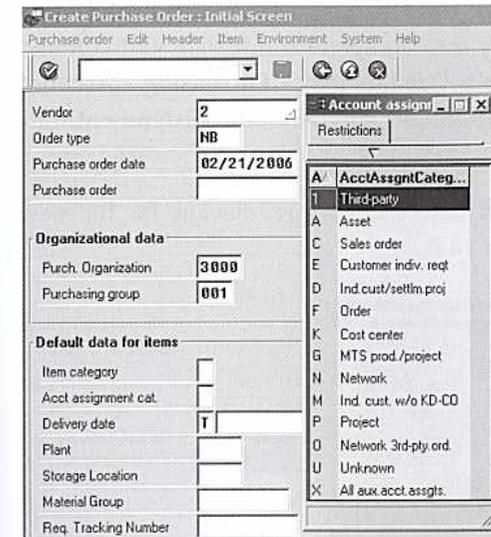 Create Purchase Order : Initial Screen
Purchase order Edit Header Item Environment System Help
Vendor 2
Order type NB
Purchase order date 02/21/2006
Purchase order
Organizational data
Purch. Organization 3000
Purchasing group 001
Default data for items
Item category
Acct assignment cat.
Delivery date T
Plant
Storage Location
Material Group
Req. Tracking Number
Account assignr
Restrictions
A AcctAssgntCateg...
1 Third-party
A Asset
C Sales order
E Customer indiv. reqt
D Ind.cust/settlm.proj
F Order
K Cost center
G MTS prod./project
N Network
M Ind. cust. w/o KD-CO
P Project
O Network 3rd-pty.ord.
U Unknown
X All aux.acct.assgts.